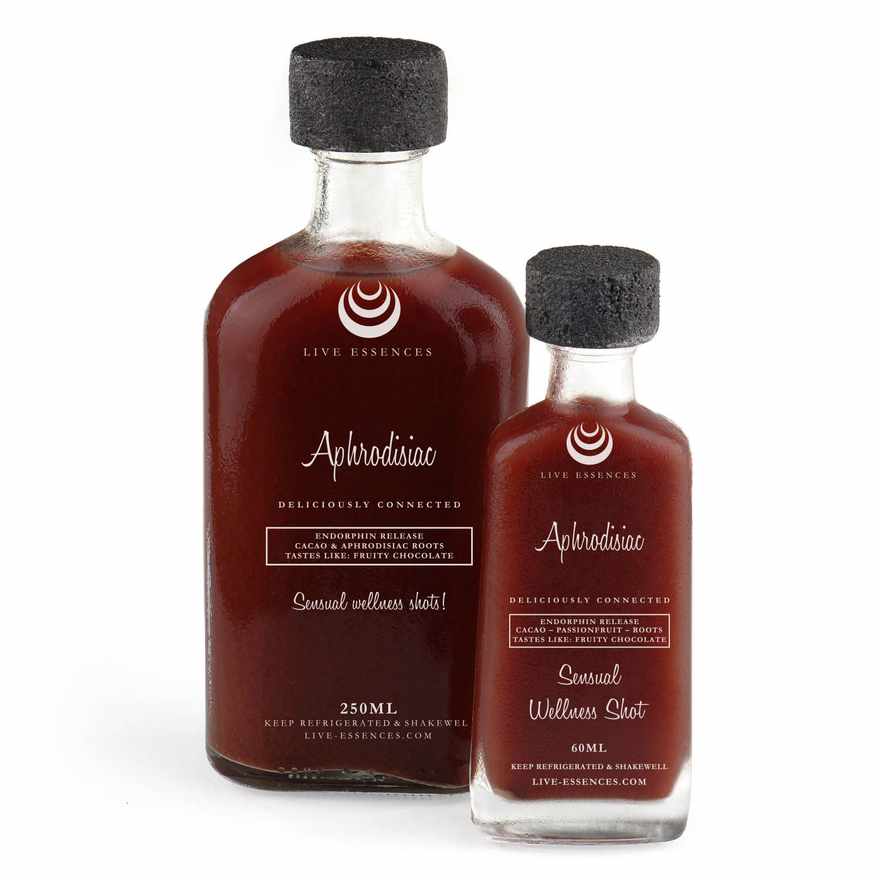 LIVE ESSENCES
Aphrodisiac
DELICIOUSLY CONNECTED
ENDORPHIN RELEASE
CACAO & APHRODISIAC ROOTS
TASTES LIKE: FRUITY CHOCOLATE
Sensual wellness shots!
250ML
KEEP REFRIGERATED & SHAKEWEL
LIVE-ESSENCES.COM
LIVE ESSENCES
Aphrodisiac
DELICIOUSLY CONNECTED
ENDORPHIN RELEASE
CACAO – PASSIONFRUIT – ROOTS
TASTES LIKE: FRUITY CHOCOLATE
Sensual
Wellness Shot
60ML
KEEP REFRIGERATED & SHAKEWELL
LIVE-ESSENCES.COM